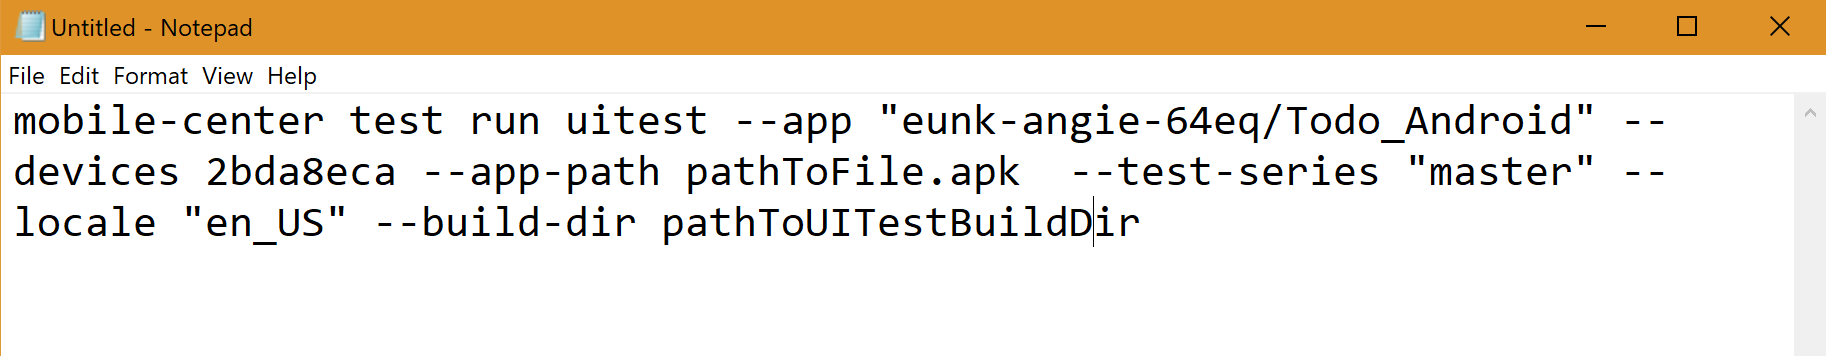 Untitled - Notepad
File Edit Format View Help
mobile-center test run uitest --app "eunk-angie-64eq/Todo_Android" --
devices 2bda8eca --app-path pathToFile.apk  --test-series "master" --
locale "en_US" --build-dir pathToUITestBuildDir